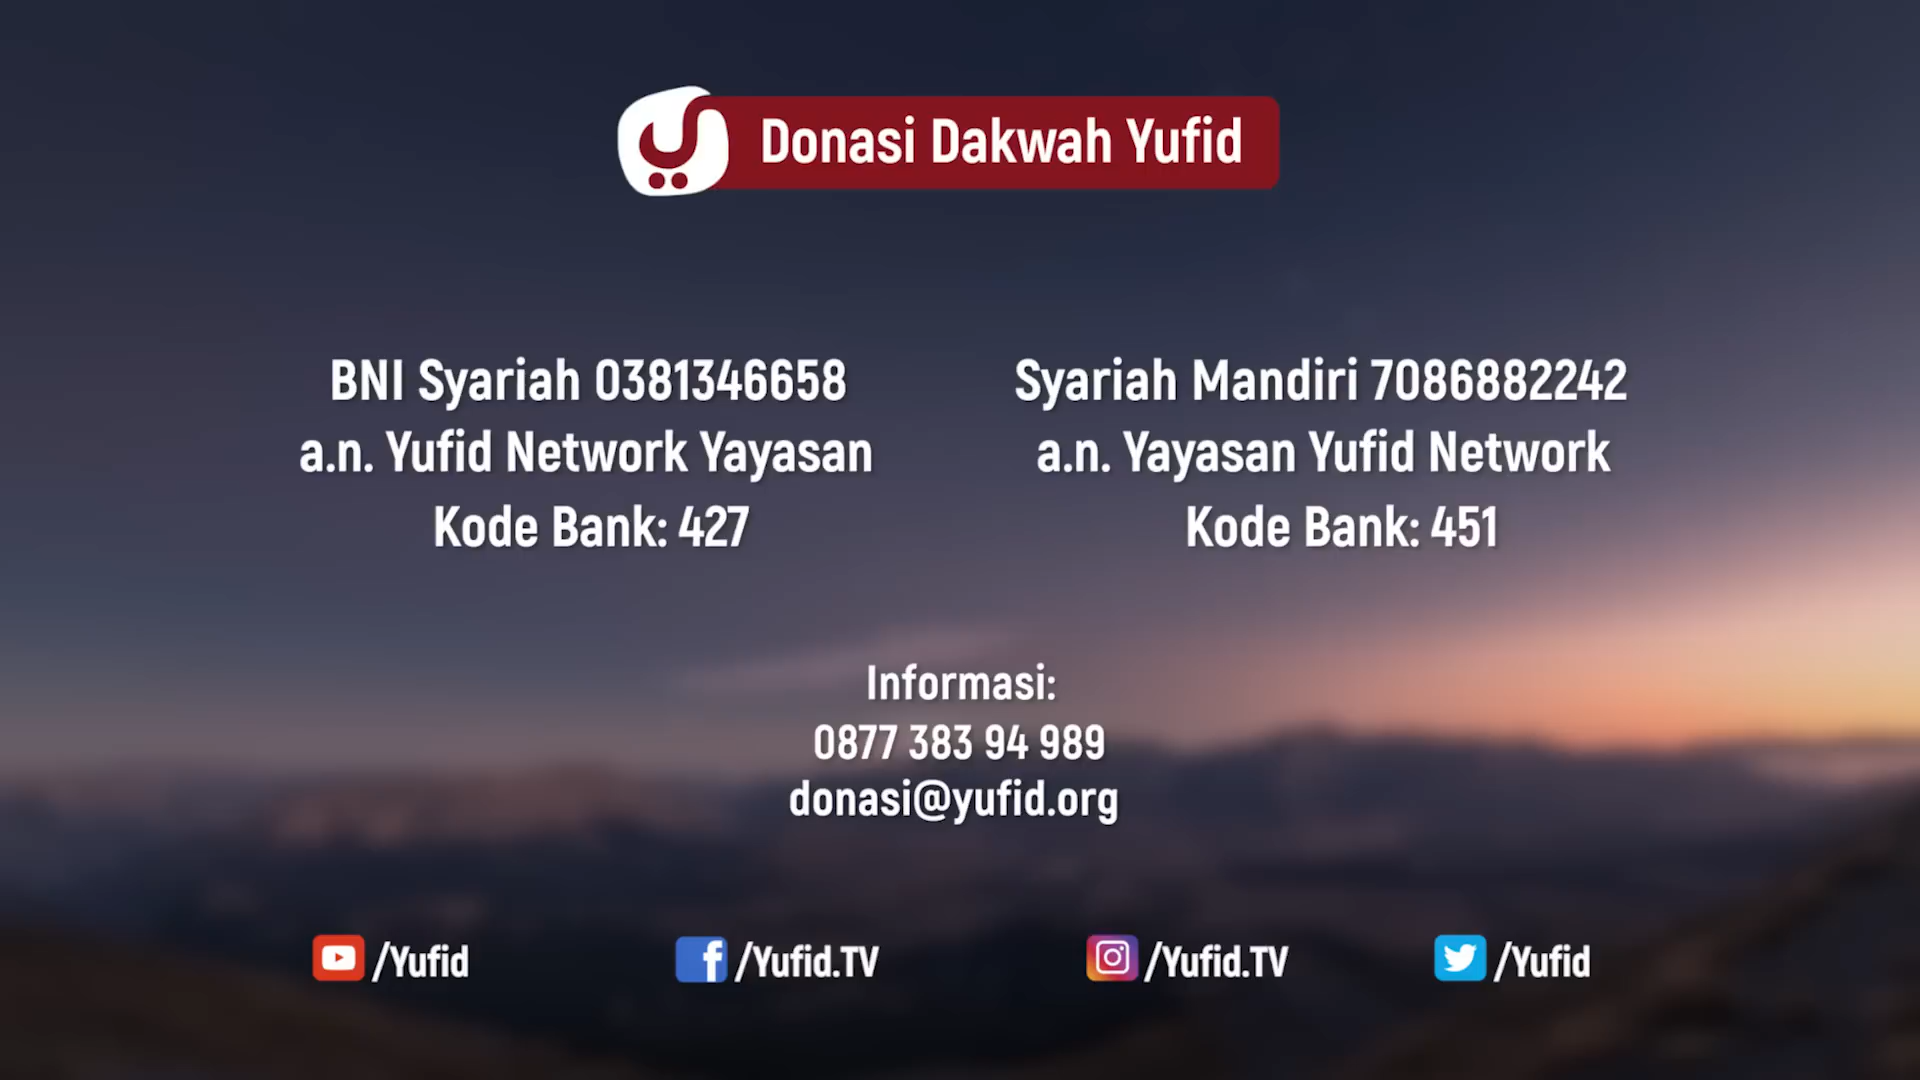 Donasi Dakwah Yufid
BNI Syariah 0381346658
a.n. Yufid Network Yayasan
Kode Bank: 427
Syariah Mandiri 7086882242
a.n. Yayasan Yufid Network
Kode Bank: 451
Informasi:
0877 383 94 989
donasi@yufid.org
/Yufid
/Yufid.TV
/Yufid.TV
/Yufid